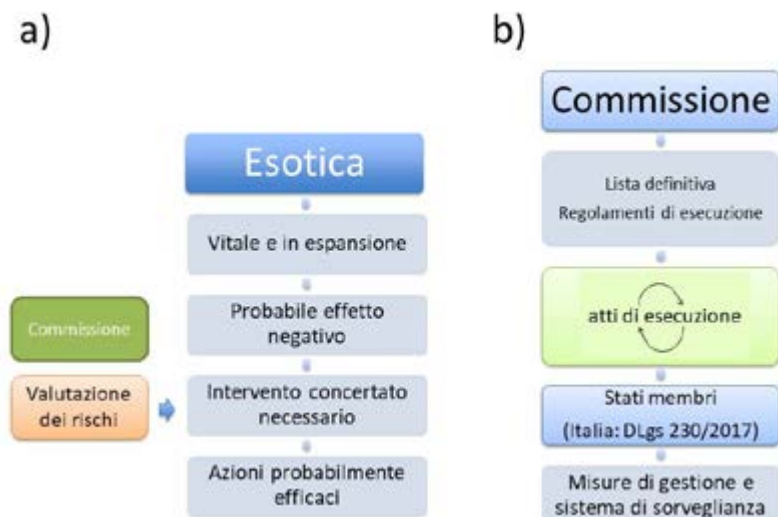 a)
Esotica
Vitale e in espansione
Probabile effetto
negativo
Commissione
Valutazione
dei rischi
Intervento concertato
necessario
Azioni probabilmente
efficaci
b)
Commissione
Lista definitiva
Regolamenti di esecuzione
atti di esecuzione
Stati membri
(Italia: DLgs 230/2017)
Misure di gestione e
sistema di sorveglianza